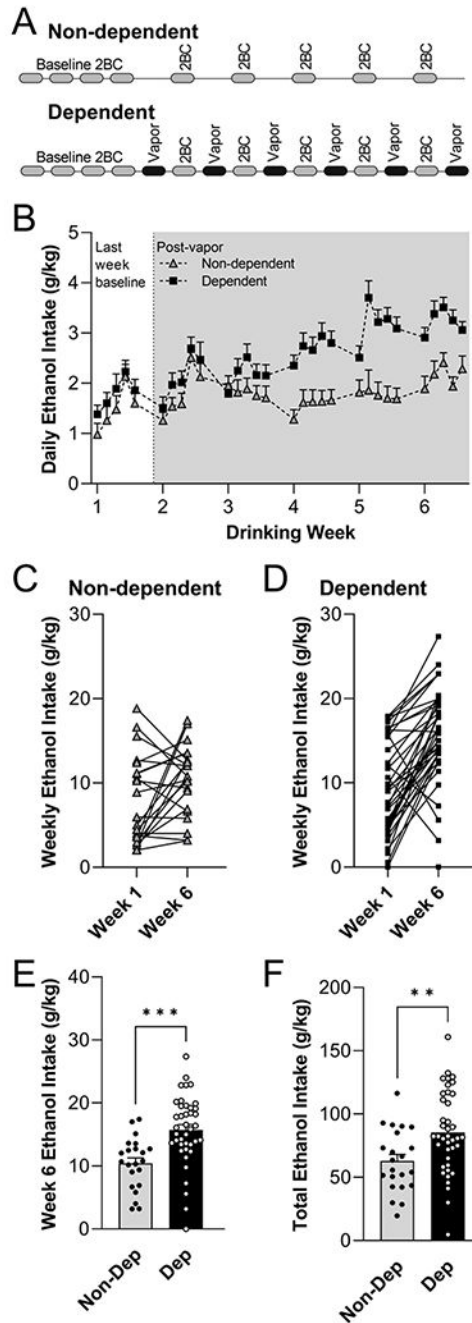 A
Non-dependent
Baseline 2BC 2BC 2BC 2BC 2BC 2BC
Dependent
Baseline 2BC Vapor 2BC Vapor 2BC Vapor 2BC Vapor 2BC Vapor 2BC Vapor
B
Daily Ethanol Intake (g/kg)
5
4
3
2
1
0
Last
week
baseline
Post-vapor
Non-dependent
Dependent
1 2 3 4 5 6
Drinking Week
C
Non-dependent
Weekly Ethanol Intake (g/kg)
30
20
10
0
Week 1 Week 6
D
Dependent
Weekly Ethanol Intake (g/kg)
30
20
10
0
Week 1 Week 6
E
Week 6 Ethanol Intake (g/kg)
40
30
20
10
0
***
Non-Dep Dep
F
Total Ethanol Intake (g/kg)
200
150
100
50
0
**
Non-Dep Dep